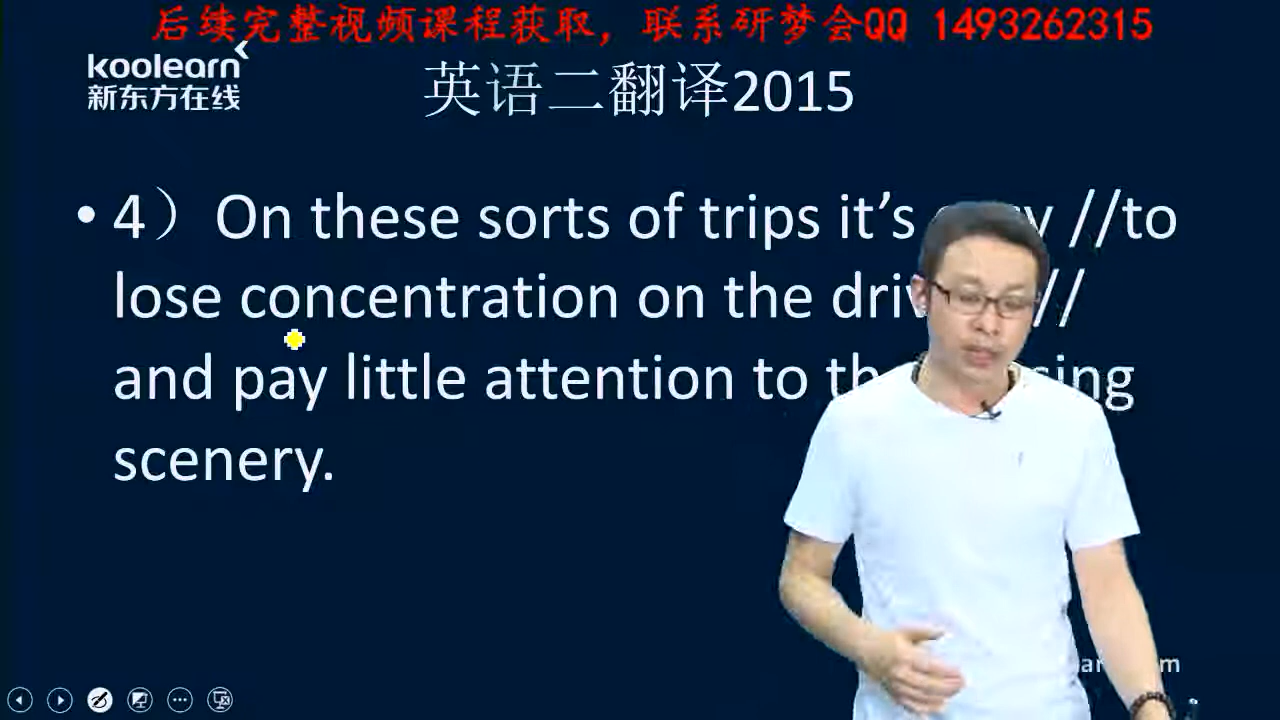 后续完整视频课程获取，联系研梦会QQ 1493262315
koolearn
新东方在线
英语二翻译2015
• 4）On these sorts of trips it's //to
lose concentration on the //
and pay little attention to
scenery.